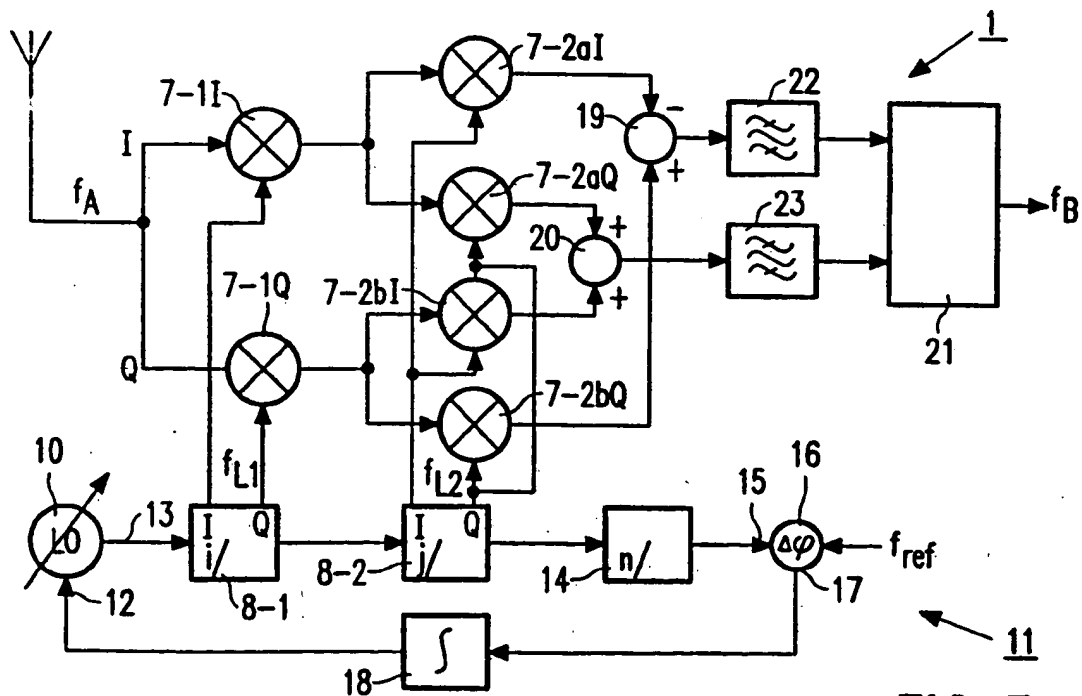 7-2aI
1
7-1I
22
I
19
-
+
7-2aQ
f_A
f_B
20
+
+
23
7-1Q
7-2bI
21
Q
7-2bQ
10
f_L1
f_L2
16
15
LO
13
I Q
i/
I Q
j/
n/
Δφ
f_ref
12
8-1
8-2
14
17
11
∫
18